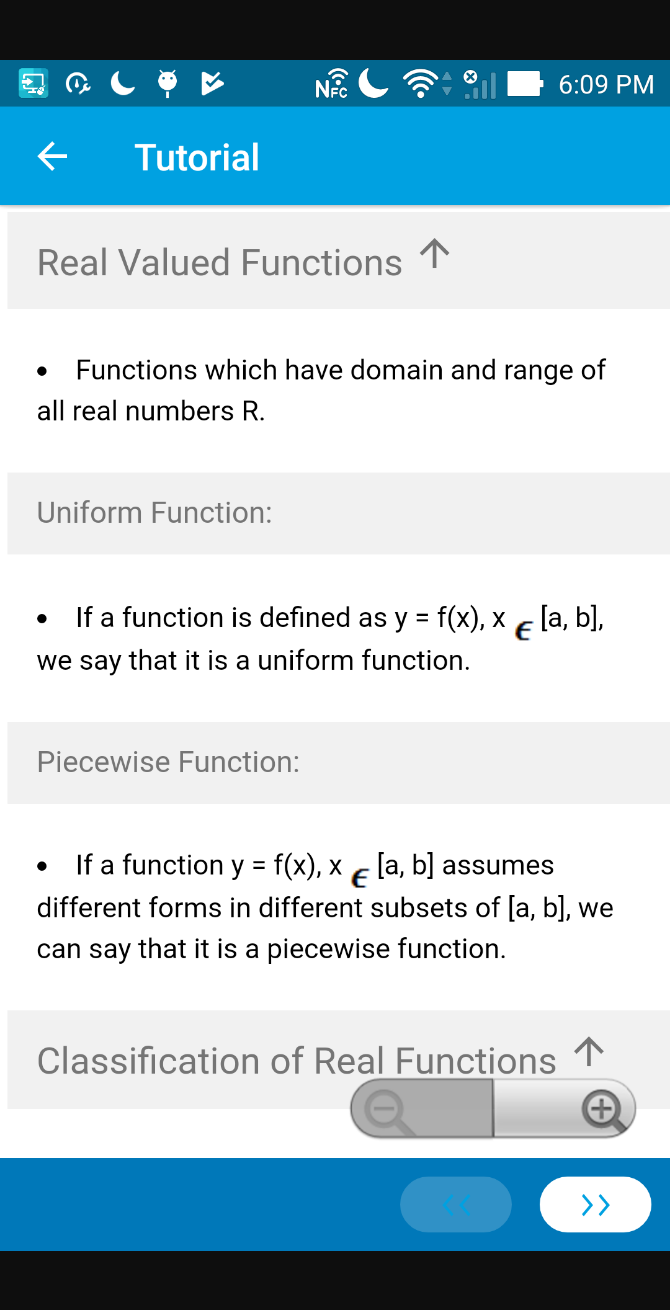 NFC 6:09 PM
Tutorial
Real Valued Functions ↑
• Functions which have domain and range of
all real numbers R.
Uniform Function:
• If a function is defined as y = f(x), x ϵ [a, b],
we say that it is a uniform function.
Piecewise Function:
• If a function y = f(x), x ϵ [a, b] assumes
different forms in different subsets of [a, b], we
can say that it is a piecewise function.
Classification of Real Functions ↑
<< >>